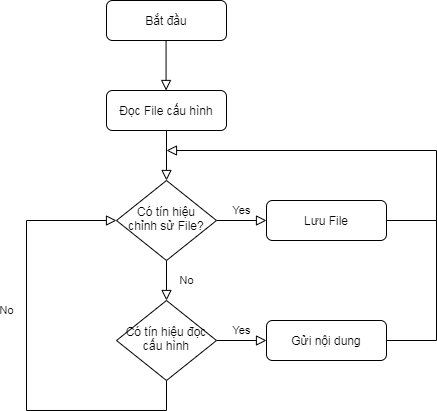 Bắt đầu
Đọc File cấu hình
Có tín hiệu
chỉnh sử File?
Yes
Lưu File
No
No
Có tín hiệu đọc
cấu hình
Yes
Gửi nội dung